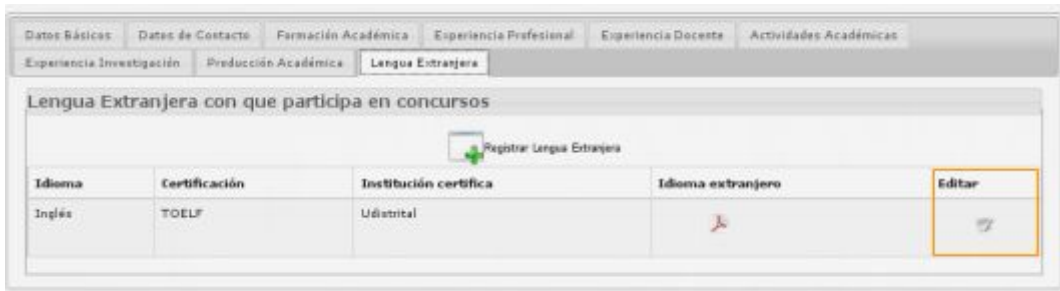 Datos Básicos Datos de Contacto Formación Académica Experiencia Profesional Experiencia Docente Actividades Académicas
Experiencia Investigación Producción Académica Lengua Extranjera
Lengua Extranjera con que participa en concursos
Registrar Lengua Extranjera
Idioma Certificación Institución certifica Idioma extranjero Editar
Inglés TOELF Udistrital